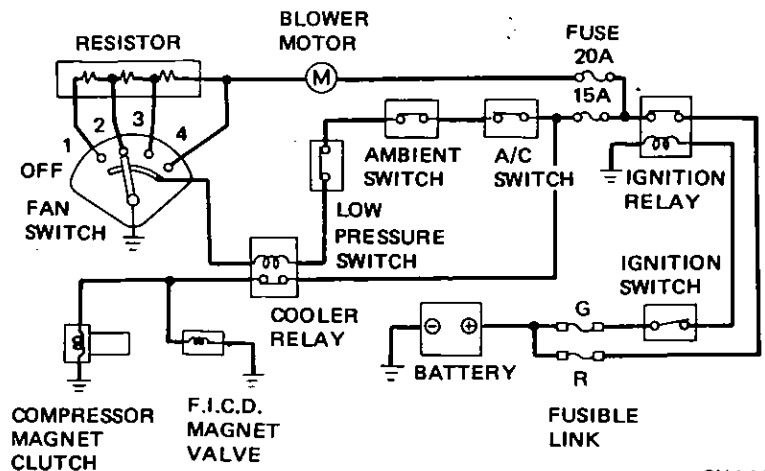 BLOWER
MOTOR
RESISTOR
M
FUSE
20A
15A
1
2
3
4
OFF
FAN
SWITCH
AMBIENT
SWITCH
A/C
SWITCH
IGNITION
RELAY
LOW
PRESSURE
SWITCH
COOLER
RELAY
IGNITION
SWITCH
G
R
BATTERY
FUSIBLE
LINK
COMPRESSOR
MAGNET
CLUTCH
F.I.C.D.
MAGNET
VALVE